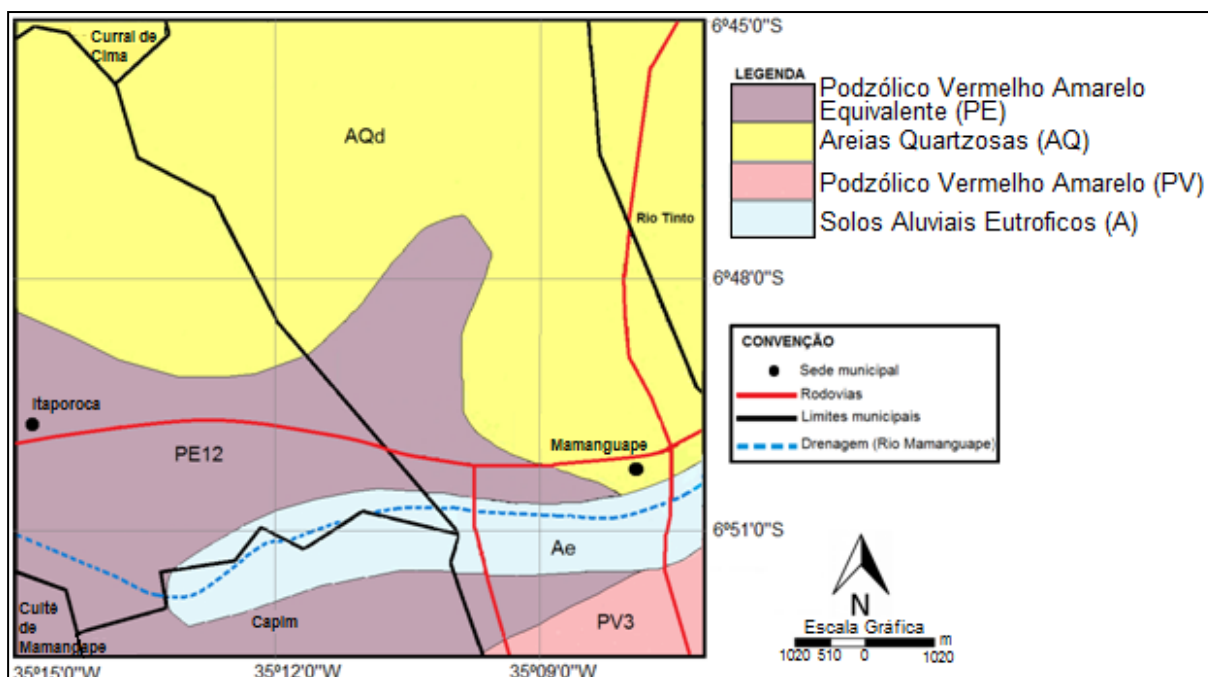 Curral de
Cima
6º45'0"S
LEGENDA
Podzólico Vermelho Amarelo
Equivalente (PE)
Areias Quartzosas (AQ)
Podzólico Vermelho Amarelo (PV)
Solos Aluviais Eutroficos (A)
AQd
Rio Tinto
6º48'0"S
CONVENÇÃO
Sede municipal
Rodovias
Limites municipais
Drenagem (Rio Mamanguape)
Itaporoca
PE12
Mamanguape
6º51'0"S
Ae
Cuité
de
Mamangape
Capim
PV3
N
Escala Gráfica
m
1020 510 0 1020
35º15'0"W 35º12'0"W 35º09'0"W